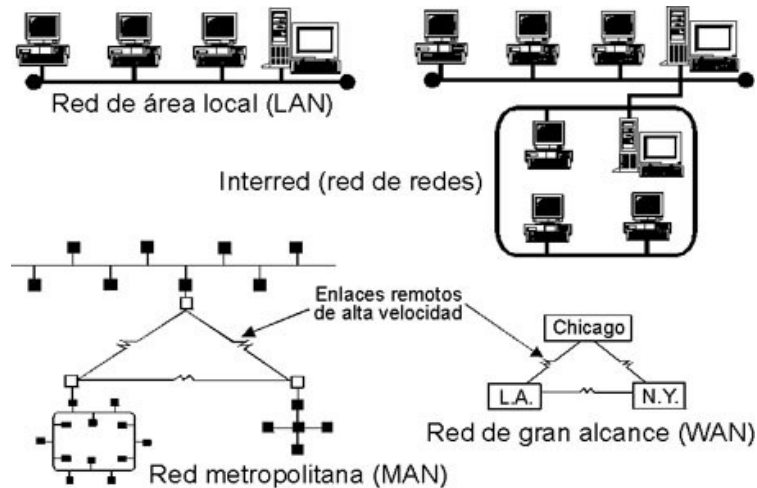 Red de área local (LAN)
Interred (red de redes)
Enlaces remotos
de alta velocidad
Chicago
L.A.
N.Y.
Red de gran alcance (WAN)
Red metropolitana (MAN)